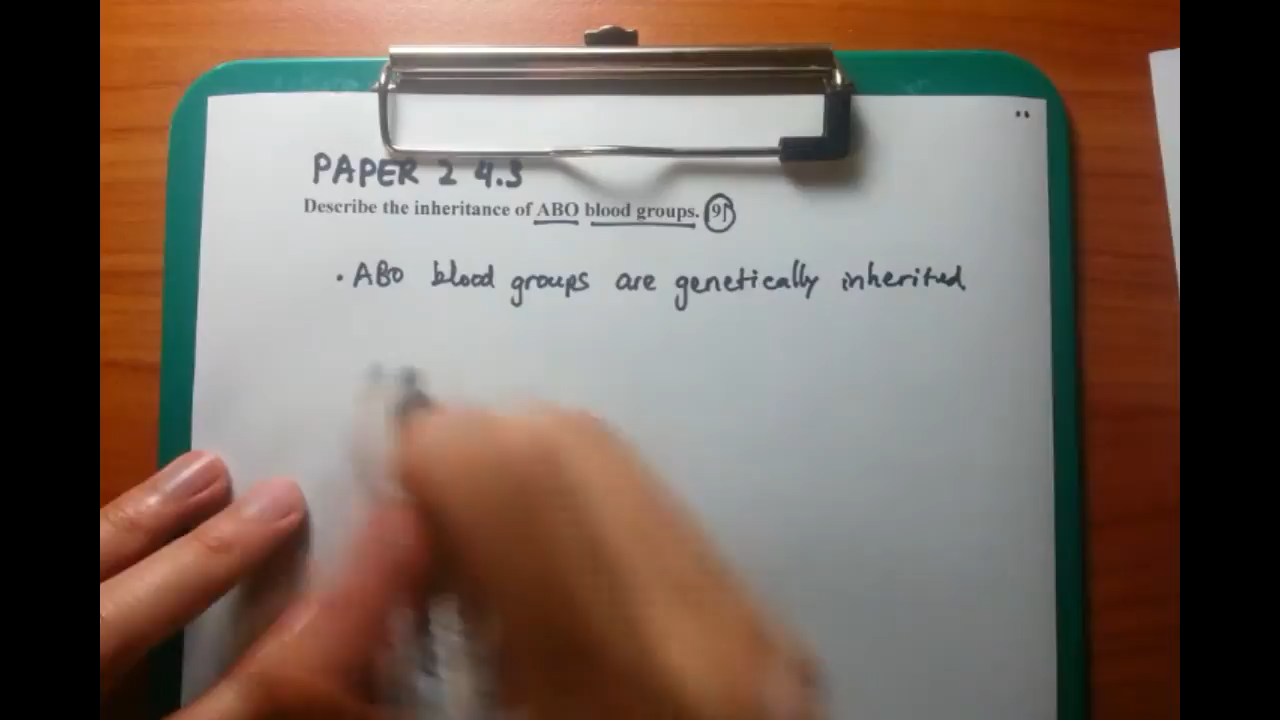 PAPER 2 4.3
Describe the inheritance of ABO blood groups. 9
• ABO blood groups are genetically inherited